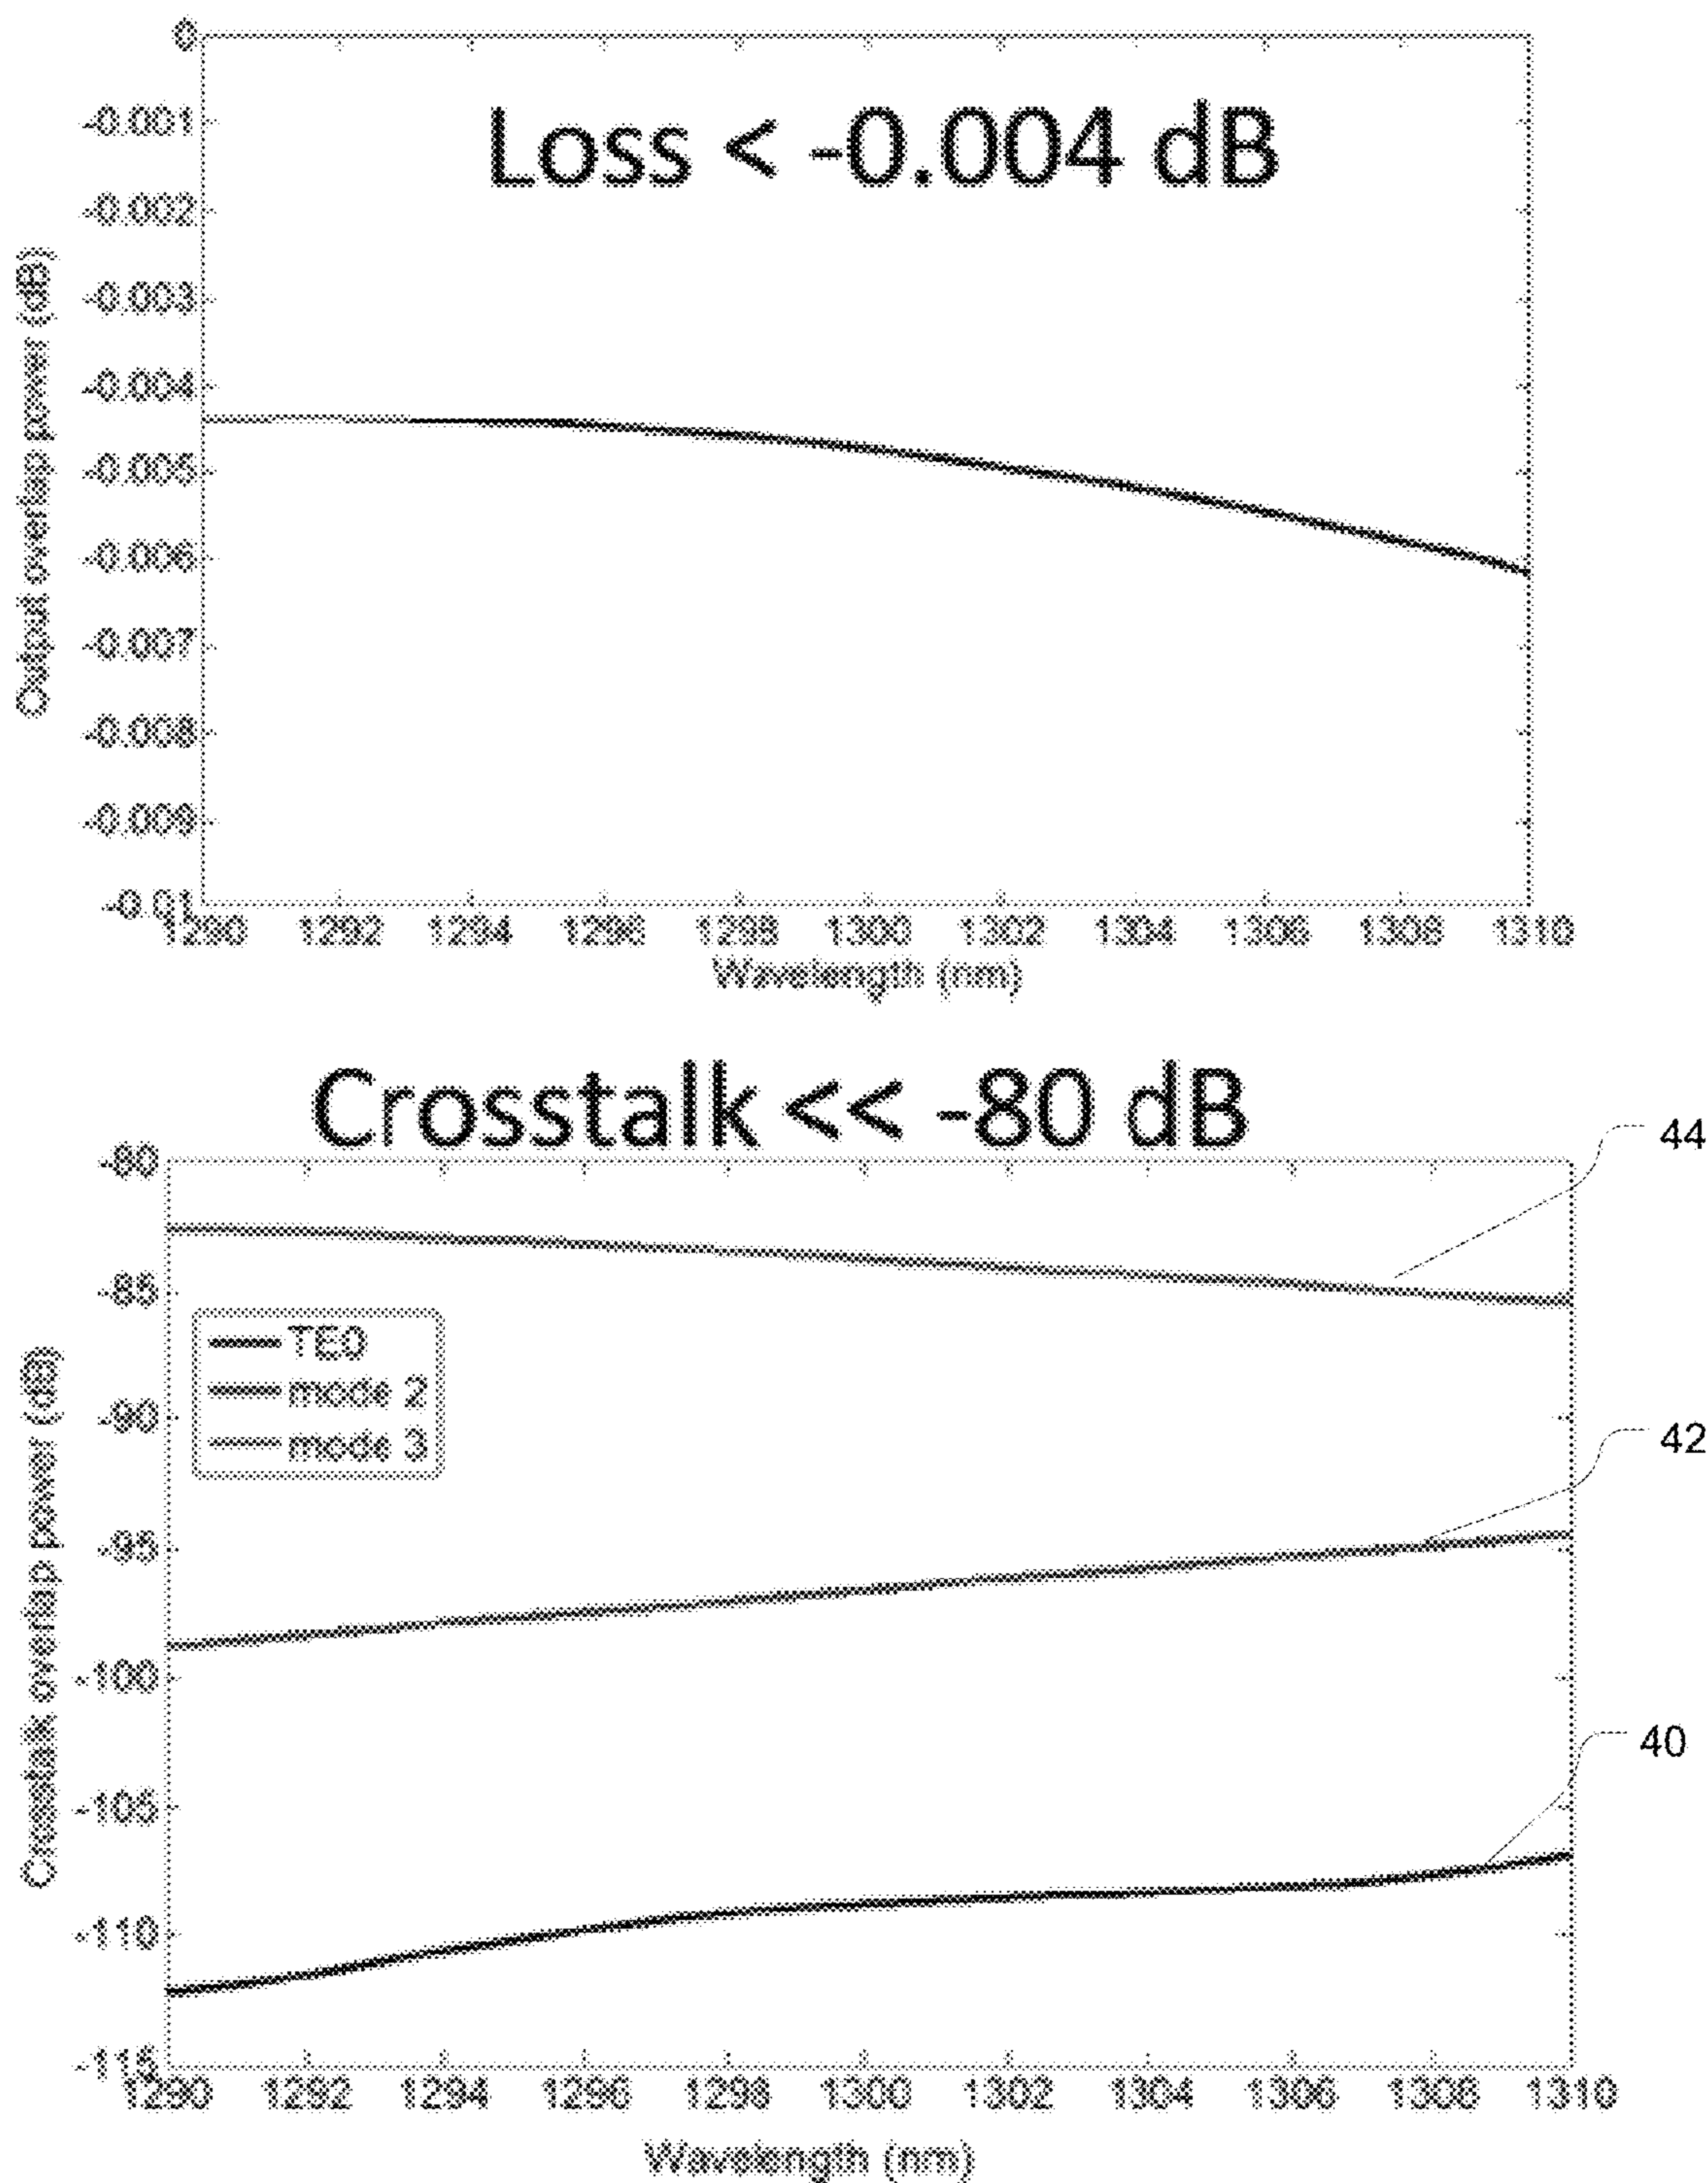 0
Loss < -0.004 dB
-0.001
-0.002
-0.003
-0.004
-0.005
-0.006
-0.007
-0.008
-0.009
-0.01
Output overlap power (dB)
1290 1292 1294 1296 1298 1300 1302 1304 1306 1308 1310
Wavelength (nm)
Crosstalk << -80 dB
-80
-85
-90
-95
-100
-105
-110
-115
Crosstalk overlap power (dB)
TE0
mode 2
mode 3
44
42
40
1290 1292 1294 1296 1298 1300 1302 1304 1306 1308 1310
Wavelength (nm)